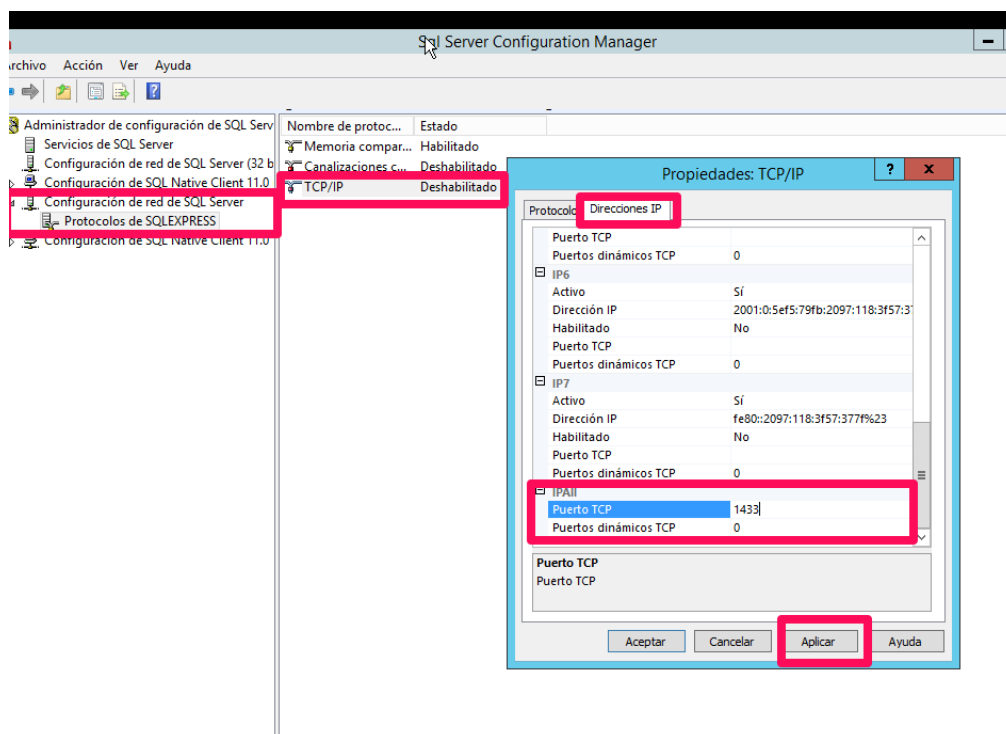 Sql Server Configuration Manager
Archivo Acción Ver Ayuda
Administrador de configuración de SQL Serv
Servicios de SQL Server
Configuración de red de SQL Server (32 b
Configuración de SQL Native Client 11.0
Configuración de red de SQL Server
Protocolos de SQLEXPRESS
Configuración de SQL Native Client 11.0
Nombre de protoc... Estado
Memoria compar... Habilitado
Canalizaciones c... Deshabilitado
TCP/IP Deshabilitado
Propiedades: TCP/IP
Protocolo Direcciones IP
Puerto TCP
Puertos dinámicos TCP 0
IP6
Activo Sí
Dirección IP 2001:0:5ef5:79fb:2097:118:3f57:37
Habilitado No
Puerto TCP
Puertos dinámicos TCP 0
IP7
Activo Sí
Dirección IP fe80::2097:118:3f57:377f%23
Habilitado No
Puerto TCP
Puertos dinámicos TCP 0
IPAll
Puerto TCP 1433
Puertos dinámicos TCP 0
Puerto TCP
Puerto TCP
Aceptar Cancelar Aplicar Ayuda